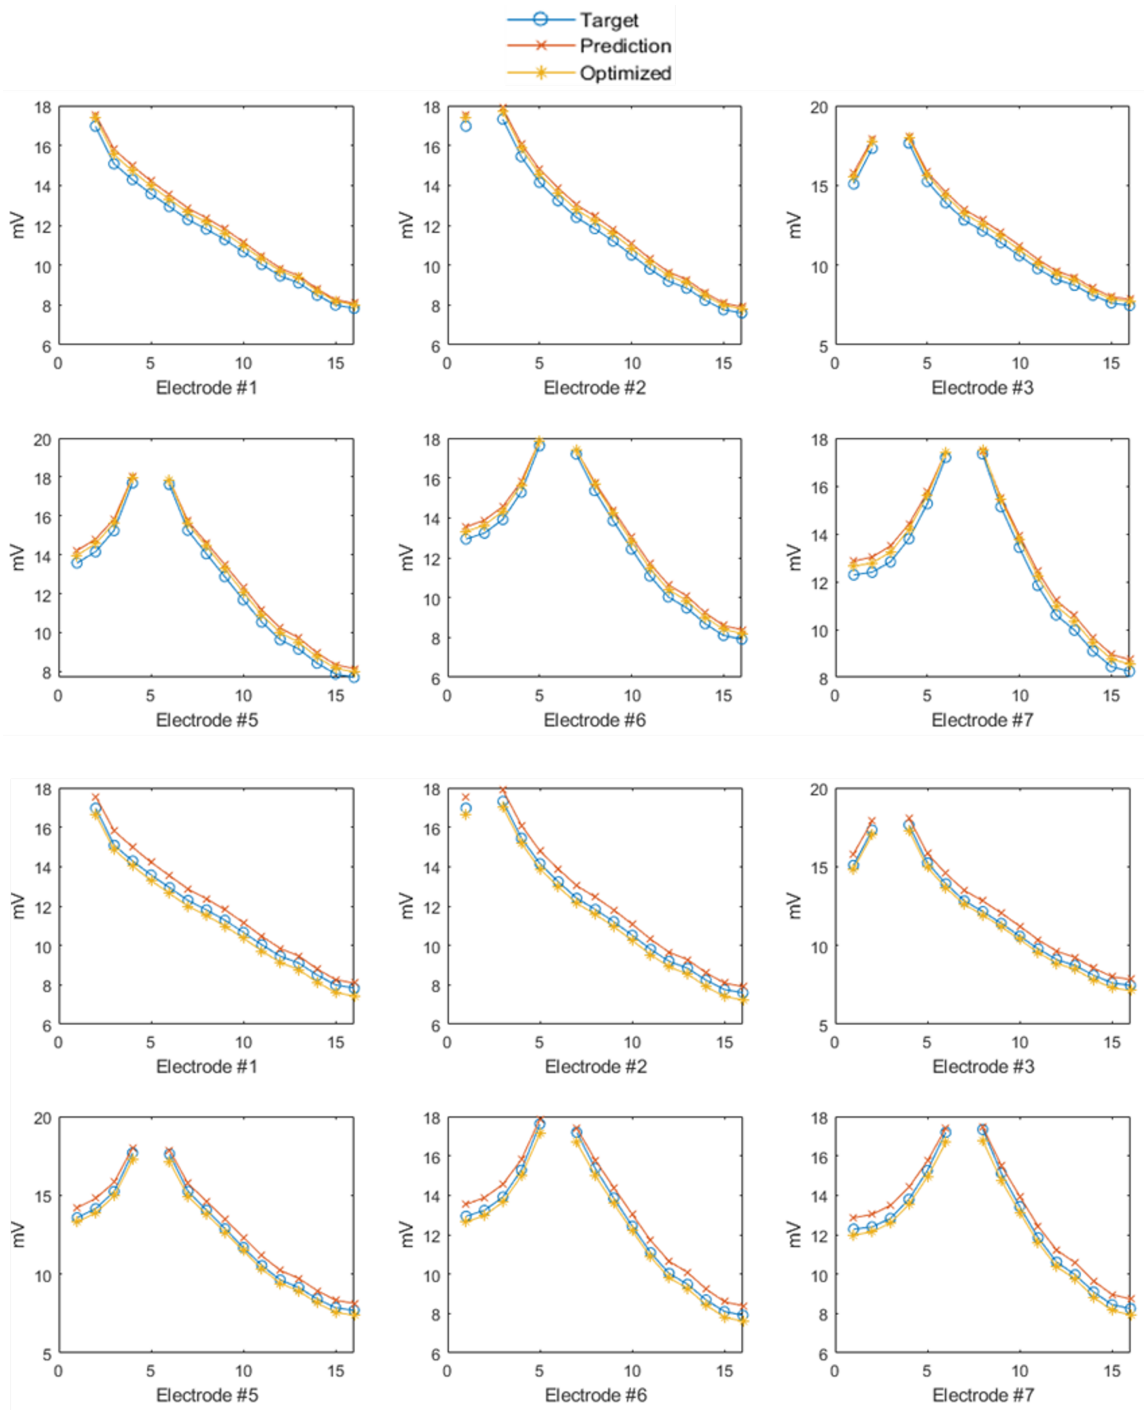 Target
Prediction
Optimized
18 18 20
16 16
14 14 15
mV 12 mV 12 mV
10 10 10
8 8
6 6 5
0 5 10 15 0 5 10 15 0 5 10 15
Electrode #1 Electrode #2 Electrode #3
20 18 18
18 16 16
16 14 14
mV 14 mV 12 mV 12
12 10 10
10 8
8 6 8
0 5 10 15 0 5 10 15 0 5 10 15
Electrode #5 Electrode #6 Electrode #7
18 18 20
16 16
14 14 15
mV 12 mV 12 mV
10 10 10
8 8
6 6 5
0 5 10 15 0 5 10 15 0 5 10 15
Electrode #1 Electrode #2 Electrode #3
20 18 18
16 16
15 14 14
mV mV 12 mV 12
10 10 10
8 8
5 6 6
0 5 10 15 0 5 10 15 0 5 10 15
Electrode #5 Electrode #6 Electrode #7